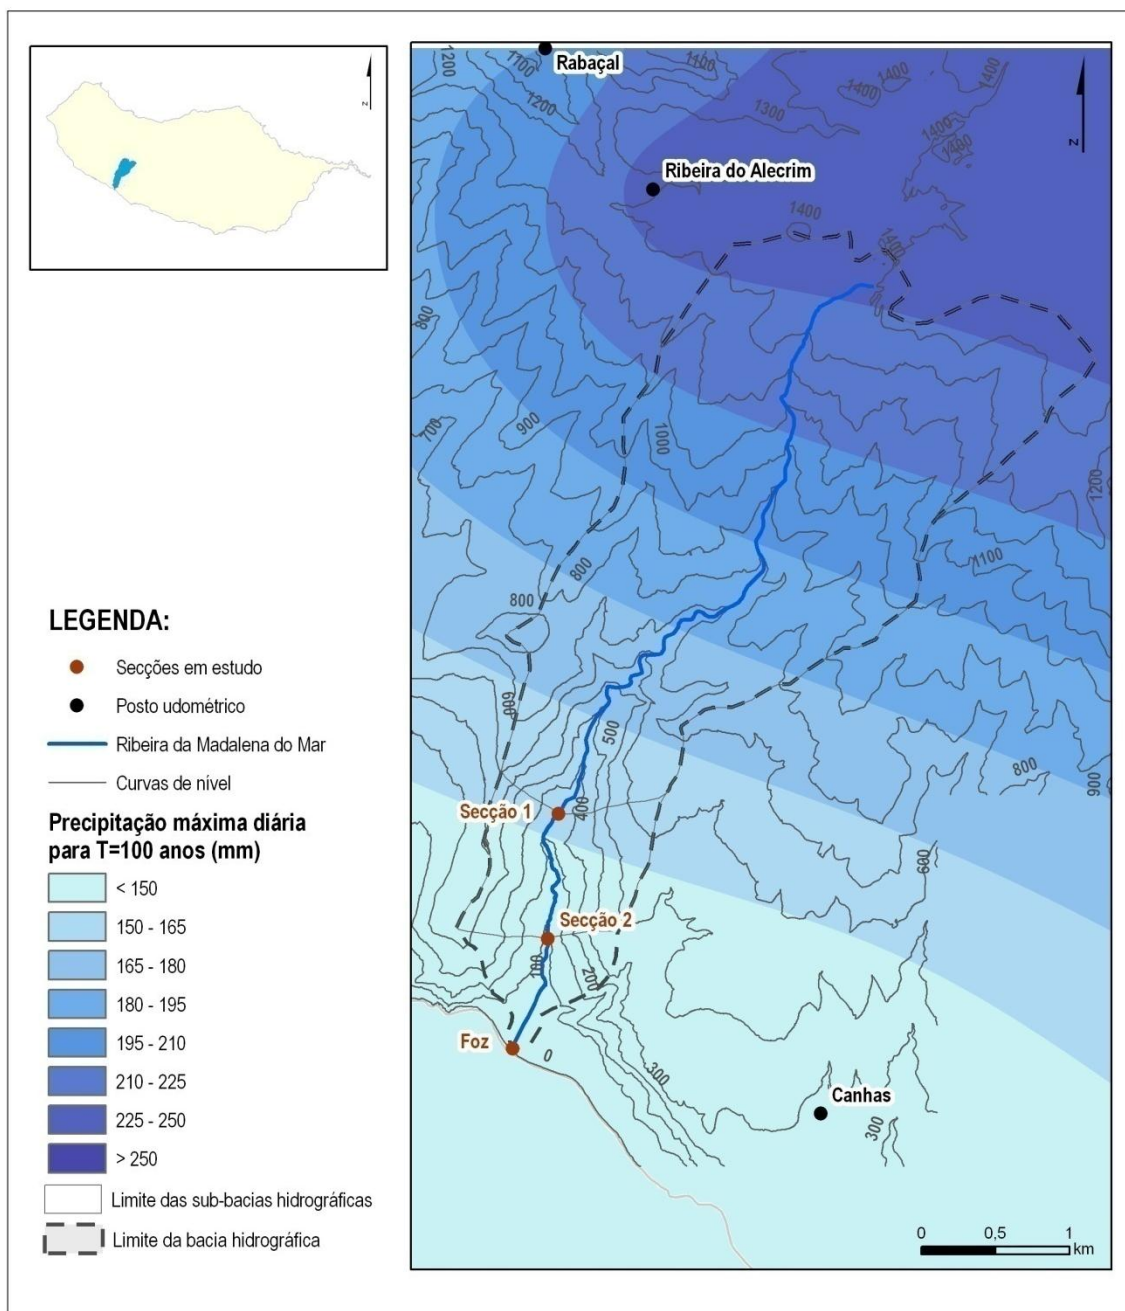 N
1200
1100
Rabaçal
1100
1200
1300
1400
1400
1400
1400
1400
N
Ribeira do Alecrim
1400
1400
800
700
900
1000
1200
1100
800
800
600
500
800
900
LEGENDA:
Secções em estudo
Posto udométrico
Ribeira da Madalena do Mar
Curvas de nível
Precipitação máxima diária
para T=100 anos (mm)
< 150
150 - 165
165 - 180
180 - 195
195 - 210
210 - 225
225 - 250
> 250
Limite das sub-bacias hidrográficas
Limite da bacia hidrográfica
Secção 1
400
600
Secção 2
100
200
Foz
0
300
Canhas
300
0 0,5 1
km